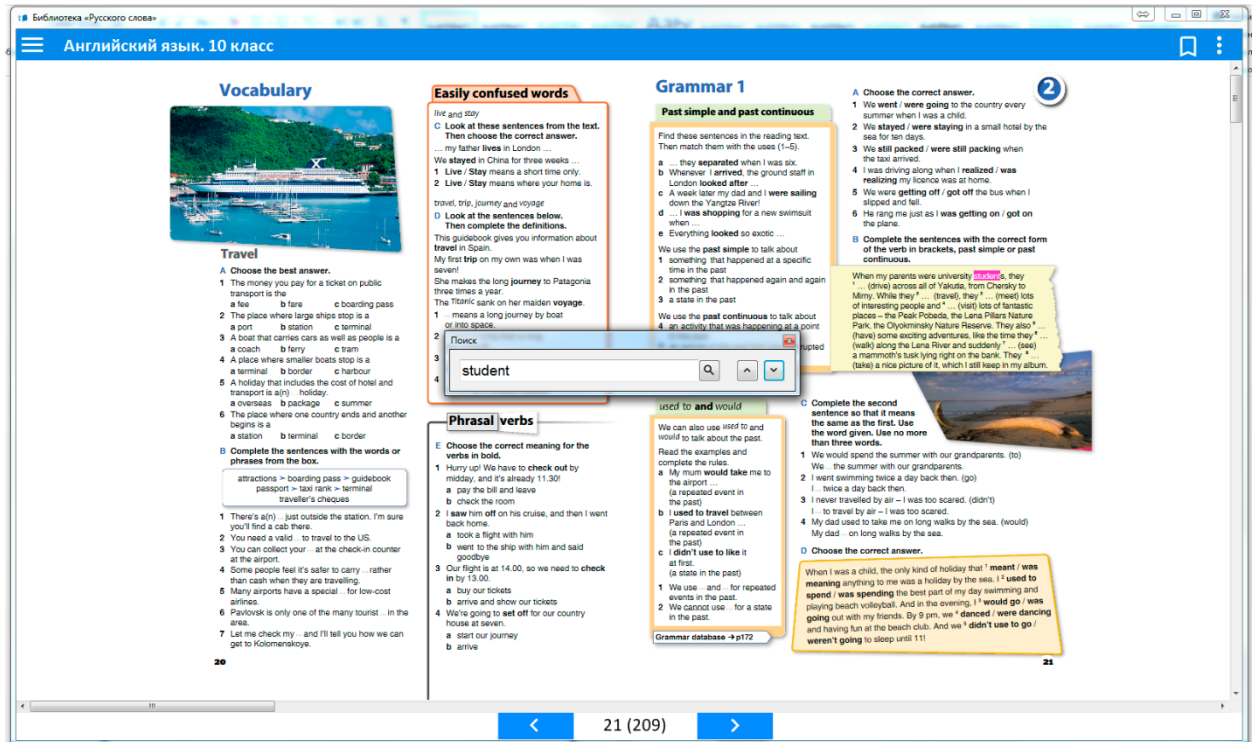 Библиотека «Русского слова»
Английский язык. 10 класс
Vocabulary
Travel
A Choose the best answer.
1 The money you pay for a ticket on public
transport is the
a fee b fare c boarding pass
2 The place where large ships stop is a
a port b station c terminal
3 A boat that carries cars as well as people is a
a coach b ferry c tram
4 A place where smaller boats stop is a
a terminal b border c harbour
5 A holiday that includes the cost of hotel and
transport is a(n) ... holiday.
a overseas b package c summer
6 The place where one country ends and another
begins is a
a station b terminal c border
B Complete the sentences with the words or
phrases from the box.
attractions > boarding pass > guidebook
passport > taxi rank > terminal
traveller's cheques
1 There's a(n) ... just outside the station. I'm sure
you'll find a cab there.
2 You need a valid ... to travel to the US.
3 You can collect your ... at the check-in counter
at the airport.
4 Some people feel it's safer to carry ... rather
than cash when they are travelling.
5 Many airports have a special ... for low-cost
airlines.
6 Pavlovsk is only one of the many tourist ... in the
area.
7 Let me check my ... and I'll tell you how we can
get to Kolomenskoye.
20
Easily confused words
live and stay
C Look at these sentences from the text.
Then choose the correct answer.
... my father lives in London ...
We stayed in China for three weeks ...
1 Live / Stay means a short time only.
2 Live / Stay means where your home is.
travel, trip, journey and voyage
D Look at the sentences below.
Then complete the definitions.
This guidebook gives you information about
travel in Spain.
My first trip on my own was when I was
seven!
She makes the long journey to Patagonia
three times a year.
The Titanic sank on her maiden voyage.
1 ... means a long journey by boat
or into space.
2
3
4
Phrasal verbs
E Choose the correct meaning for the
verbs in bold.
1 Hurry up! We have to check out by
midday, and it's already 11.30!
a pay the bill and leave
b check the room
2 I saw him off on his cruise, and then I went
back home.
a took a flight with him
b went to the ship with him and said
goodbye
3 Our flight is at 14.00, so we need to check
in by 13.00.
a buy our tickets
b arrive and show our tickets
4 We're going to set off for our country
house at seven.
a start our journey
b arrive
Поиск
student
Grammar 1
Past simple and past continuous
Find these sentences in the reading text.
Then match them with the uses (1–5).
a ... they separated when I was six.
b Whenever I arrived, the ground staff in
London looked after ...
c A week later my dad and I were sailing
down the Yangtze River!
d ... I was shopping for a new swimsuit
when ...
e Everything looked so exotic ...
We use the past simple to talk about
1 something that happened at a specific
time in the past
2 something that happened again and again
in the past
3 a state in the past
We use the past continuous to talk about
4 an activity that was happening at a point
used to and would
We can also use used to and
would to talk about the past.
Read the examples and
complete the rules.
a My mum would take me to
the airport ...
(a repeated event in
the past)
b I used to travel between
Paris and London ...
(a repeated event in
the past)
c I didn't use to like it
at first.
(a state in the past)
1 We use ... and ... for repeated
events in the past.
2 We cannot use ... for a state
in the past.
Grammar database → p172
2
A Choose the correct answer.
1 We went / were going to the country every
summer when I was a child.
2 We stayed / were staying in a small hotel by the
sea for ten days.
3 We still packed / were still packing when
the taxi arrived.
4 I was driving along when I realized / was
realizing my licence was at home.
5 We were getting off / got off the bus when I
slipped and fell.
6 He rang me just as I was getting on / got on
the plane.
B Complete the sentences with the correct form
of the verb in brackets, past simple or past
continuous.
When my parents were university students, they
1 ... (drive) across all of Yakutia, from Chersky to
Mirny. While they 2 ... (travel), they 3 ... (meet) lots
of interesting people and 4 ... (visit) lots of fantastic
places – the Peak Pobeda, the Lena Pillars Nature
Park, the Olyokminsky Nature Reserve. They also 5 ...
(have) some exciting adventures, like the time they 6 ...
(walk) along the Lena River and suddenly 7 ... (see)
a mammoth's tusk lying right on the bank. They 8 ...
(take) a nice picture of it, which I still keep in my album.
C Complete the second
sentence so that it means
the same as the first. Use
the word given. Use no more
than three words.
1 We would spend the summer with our grandparents. (to)
We ... the summer with our grandparents.
2 I went swimming twice a day back then. (go)
I ... twice a day back then.
3 I never travelled by air – I was too scared. (didn't)
I ... to travel by air – I was too scared.
4 My dad used to take me on long walks by the sea. (would)
My dad ... on long walks by the sea.
D Choose the correct answer.
When I was a child, the only kind of holiday that 1 meant / was
meaning anything to me was a holiday by the sea. I 2 used to
spend / was spending the best part of my day swimming and
playing beach volleyball. And in the evening, I 3 would go / was
going out with my friends. By 9 pm, we 4 danced / were dancing
and having fun at the beach club. And we 5 didn't use to go /
weren't going to sleep until 11!
21
21 (209)